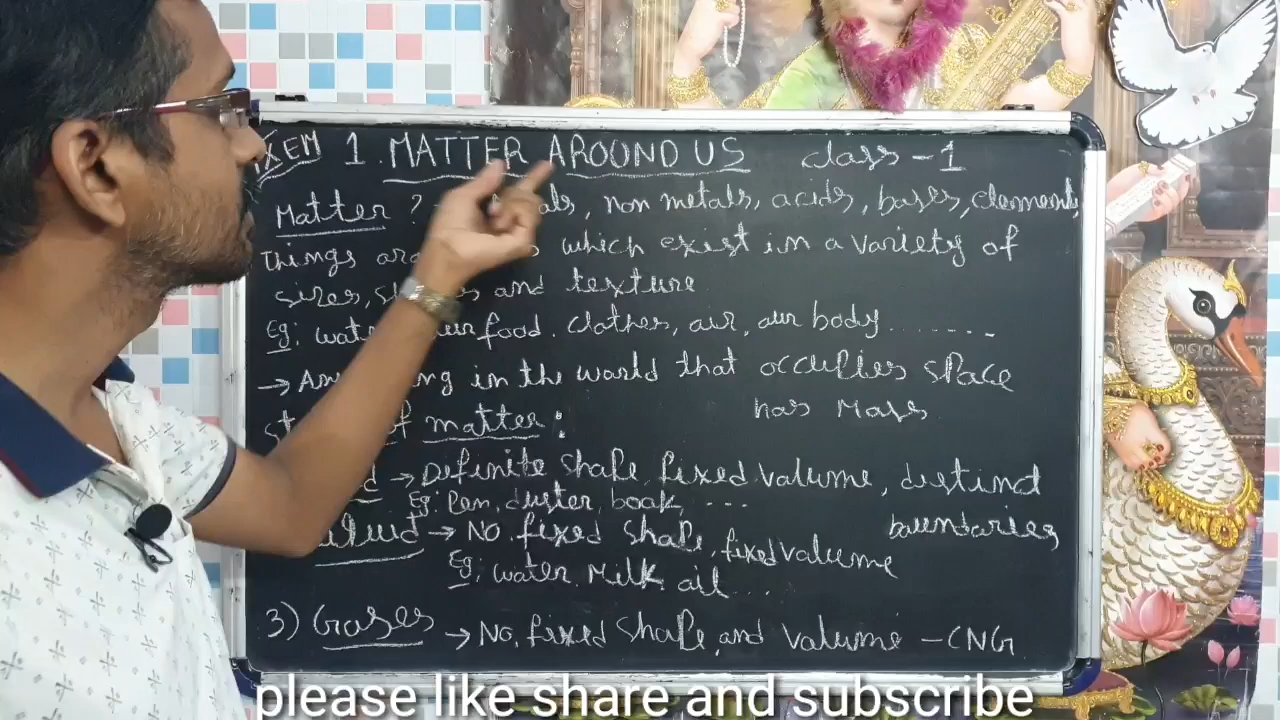 1. MATTER AROUND US class - 1
Matter ? non metals, acids, bases, elements,
things which exist in a variety of
sizes, and texture
Eg: food, clothes, air, our body .......
→ in the world that occupies space
has Mass
of matter :
→ Definite shape, fixed volume, distinct
boundaries
Eg: Pen, duster, book, ...
→ No. fixed shape, fixed volume
Eg: water, Milk, oil ...
3) Gases → No, fixed shape, and volume - CNG
please like share and subscribe